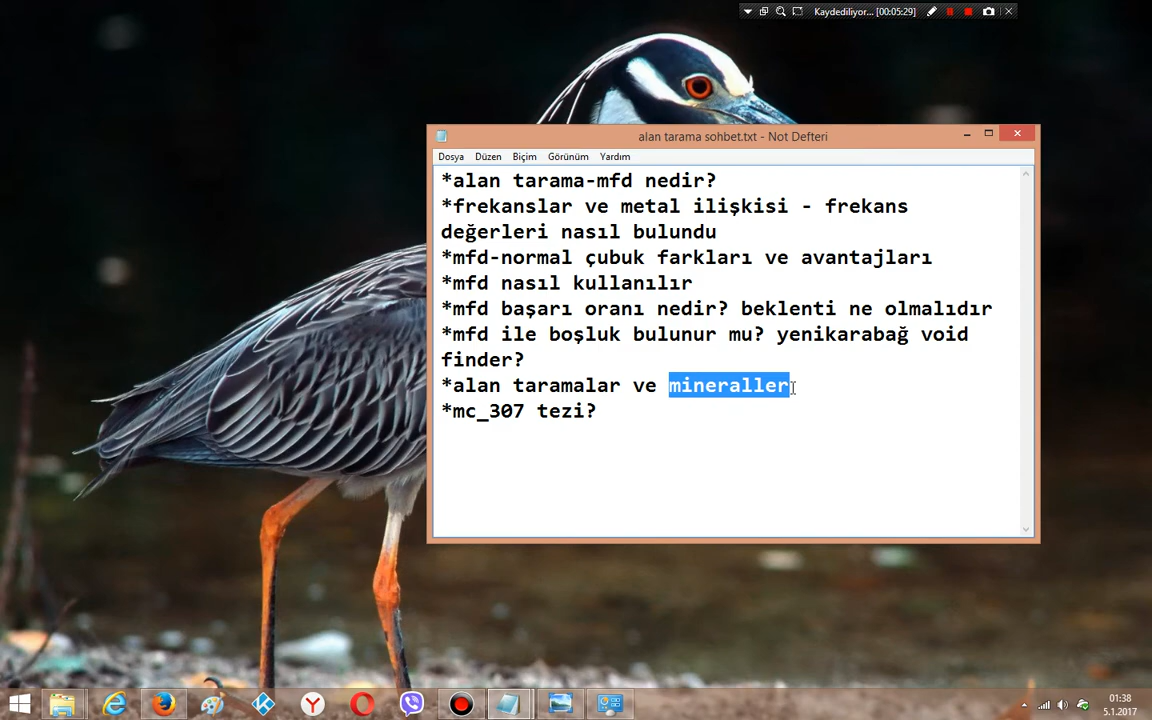 Kaydediliyor... [00:05:29]
alan tarama sohbet.txt - Not Defteri
Dosya Düzen Biçim Görünüm Yardım
*alan tarama-mfd nedir?
*frekanslar ve metal ilişkisi - frekans
değerleri nasıl bulundu
*mfd-normal çubuk farkları ve avantajları
*mfd nasıl kullanılır
*mfd başarı oranı nedir? beklenti ne olmalıdır
*mfd ile boşluk bulunur mu? yenikarabağ void
finder?
*alan taramalar ve mineraller
*mc_307 tezi?
01:38
5.1.2017